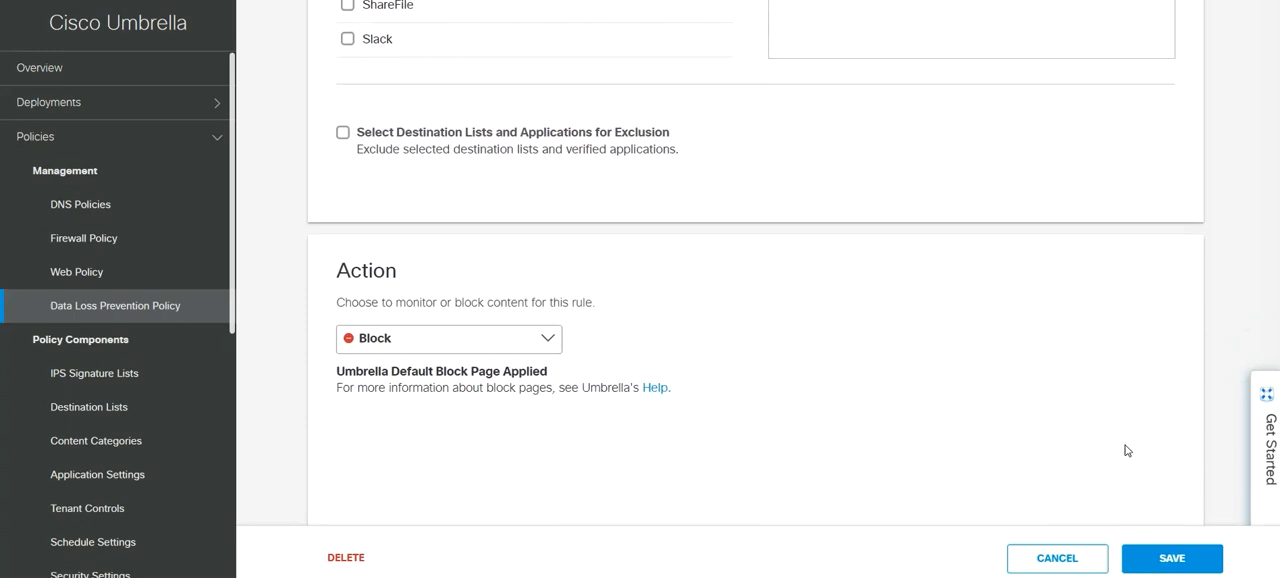 Cisco Umbrella
Overview
Deployments
Policies
Management
DNS Policies
Firewall Policy
Web Policy
Data Loss Prevention Policy
Policy Components
IPS Signature Lists
Destination Lists
Content Categories
Application Settings
Tenant Controls
Schedule Settings
Security Settings
ShareFile
Slack
Select Destination Lists and Applications for Exclusion
Exclude selected destination lists and verified applications.
Action
Choose to monitor or block content for this rule.
Block
Umbrella Default Block Page Applied
For more information about block pages, see Umbrella's Help.
DELETE
CANCEL
SAVE
Get Started